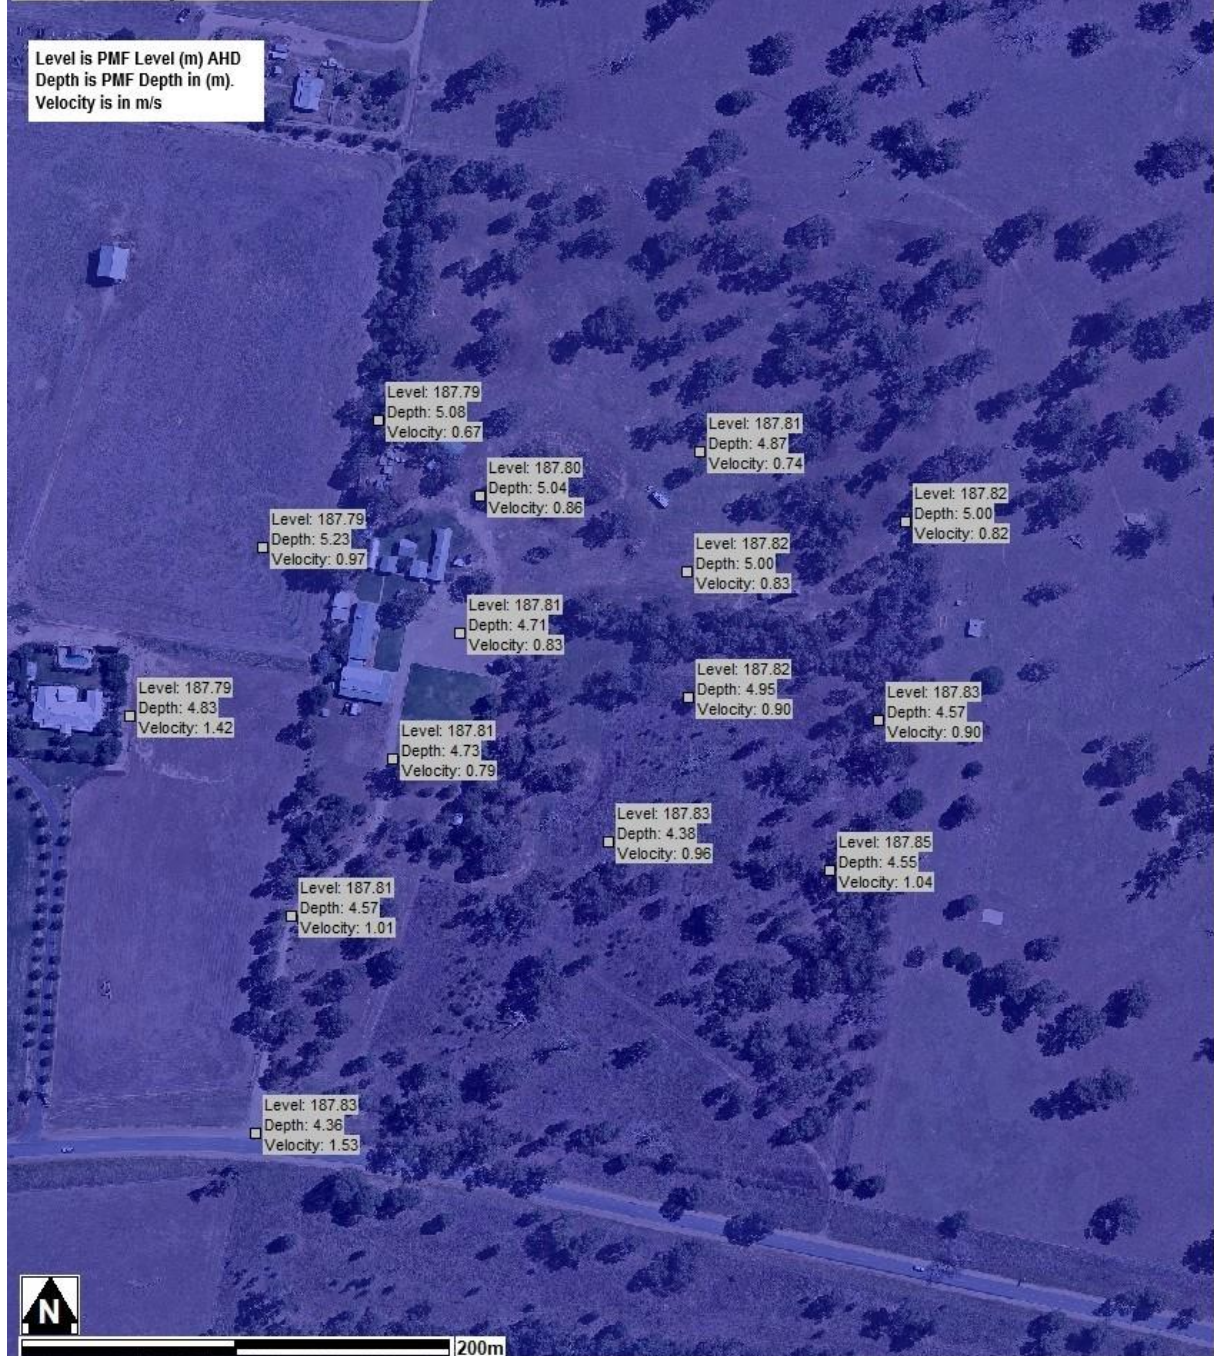 Level is PMF Level (m) AHD
Depth is PMF Depth in (m).
Velocity is in m/s
Level: 187.79
Depth: 5.08
Velocity: 0.67
Level: 187.81
Depth: 4.87
Velocity: 0.74
Level: 187.80
Depth: 5.04
Velocity: 0.86
Level: 187.82
Depth: 5.00
Velocity: 0.82
Level: 187.79
Depth: 5.23
Velocity: 0.97
Level: 187.82
Depth: 5.00
Velocity: 0.83
Level: 187.81
Depth: 4.71
Velocity: 0.83
Level: 187.82
Depth: 4.95
Velocity: 0.90
Level: 187.79
Depth: 4.83
Velocity: 1.42
Level: 187.83
Depth: 4.57
Velocity: 0.90
Level: 187.81
Depth: 4.73
Velocity: 0.79
Level: 187.83
Depth: 4.38
Velocity: 0.96
Level: 187.85
Depth: 4.55
Velocity: 1.04
Level: 187.81
Depth: 4.57
Velocity: 1.01
Level: 187.83
Depth: 4.36
Velocity: 1.53
N
200m